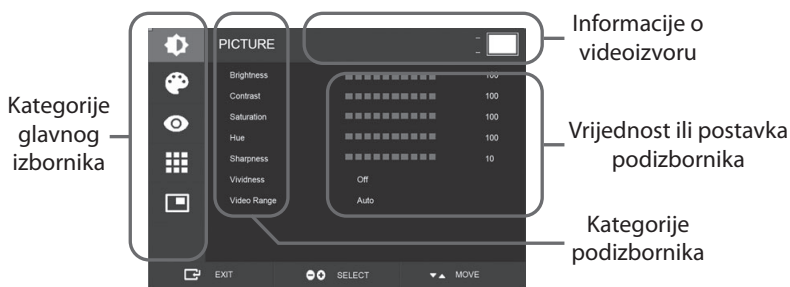 Informacije o
videoizvoru
PICTURE
Brightness 100
Contrast 100
Saturation 100
Hue 100
Sharpness 10
Vividness Off
Video Range Auto
Kategorije
glavnog
izbornika
Vrijednost ili postavka
podizbornika
Kategorije
podizbornika
EXIT SELECT MOVE